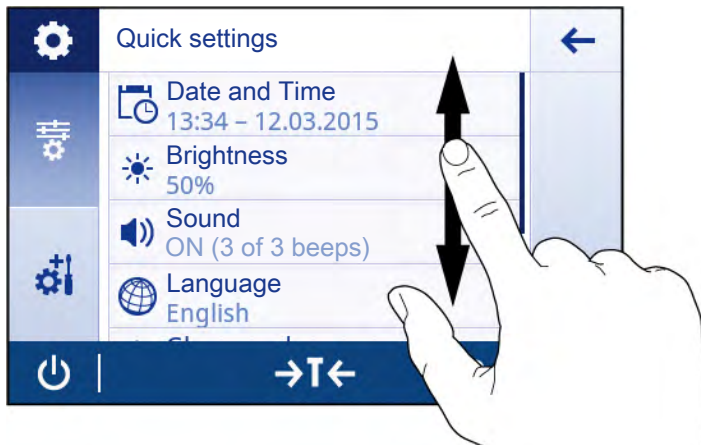 Quick settings
Date and Time
13:34 – 12.03.2015
Brightness
50%
Sound
ON (3 of 3 beeps)
Language
English
→T←